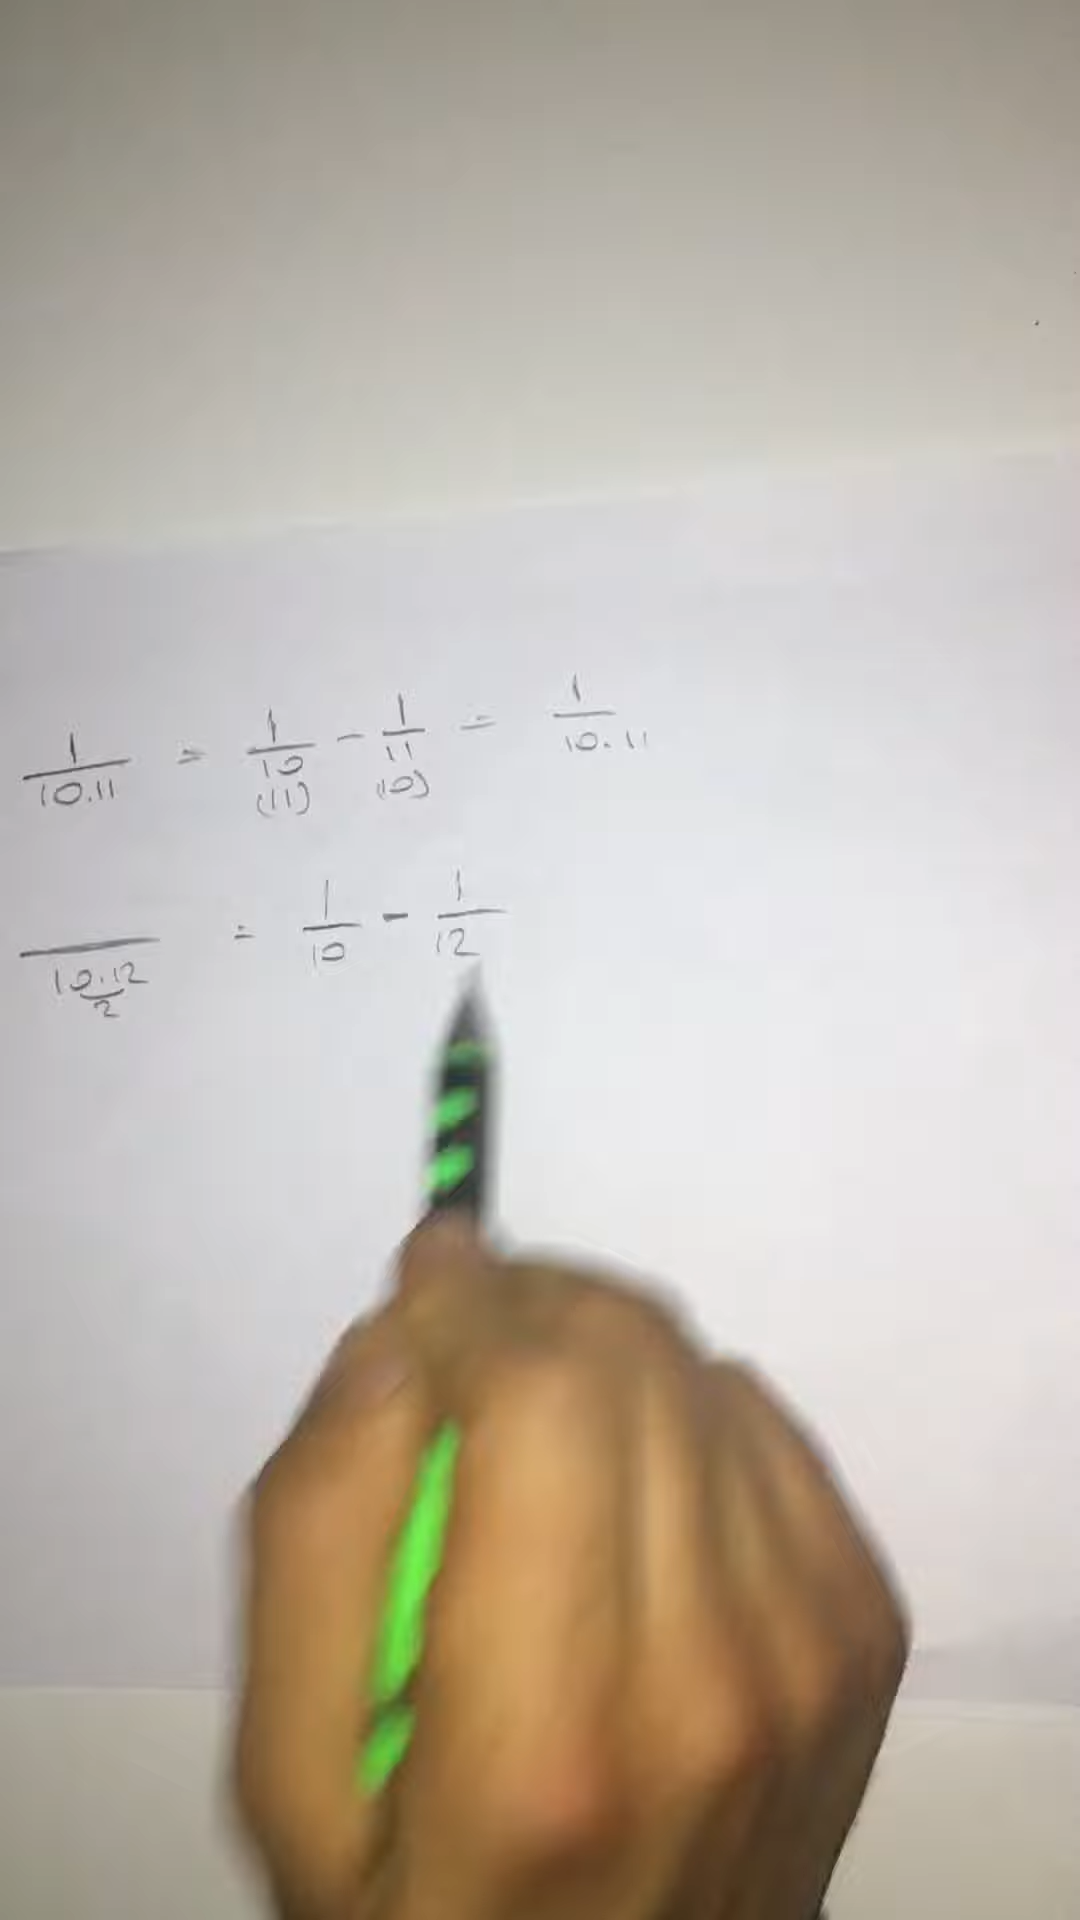 1/10.11 = 1/10 - 1/11 = 1/10.11
(11) (10)
/10.12 = 1/10 - 1/12
2